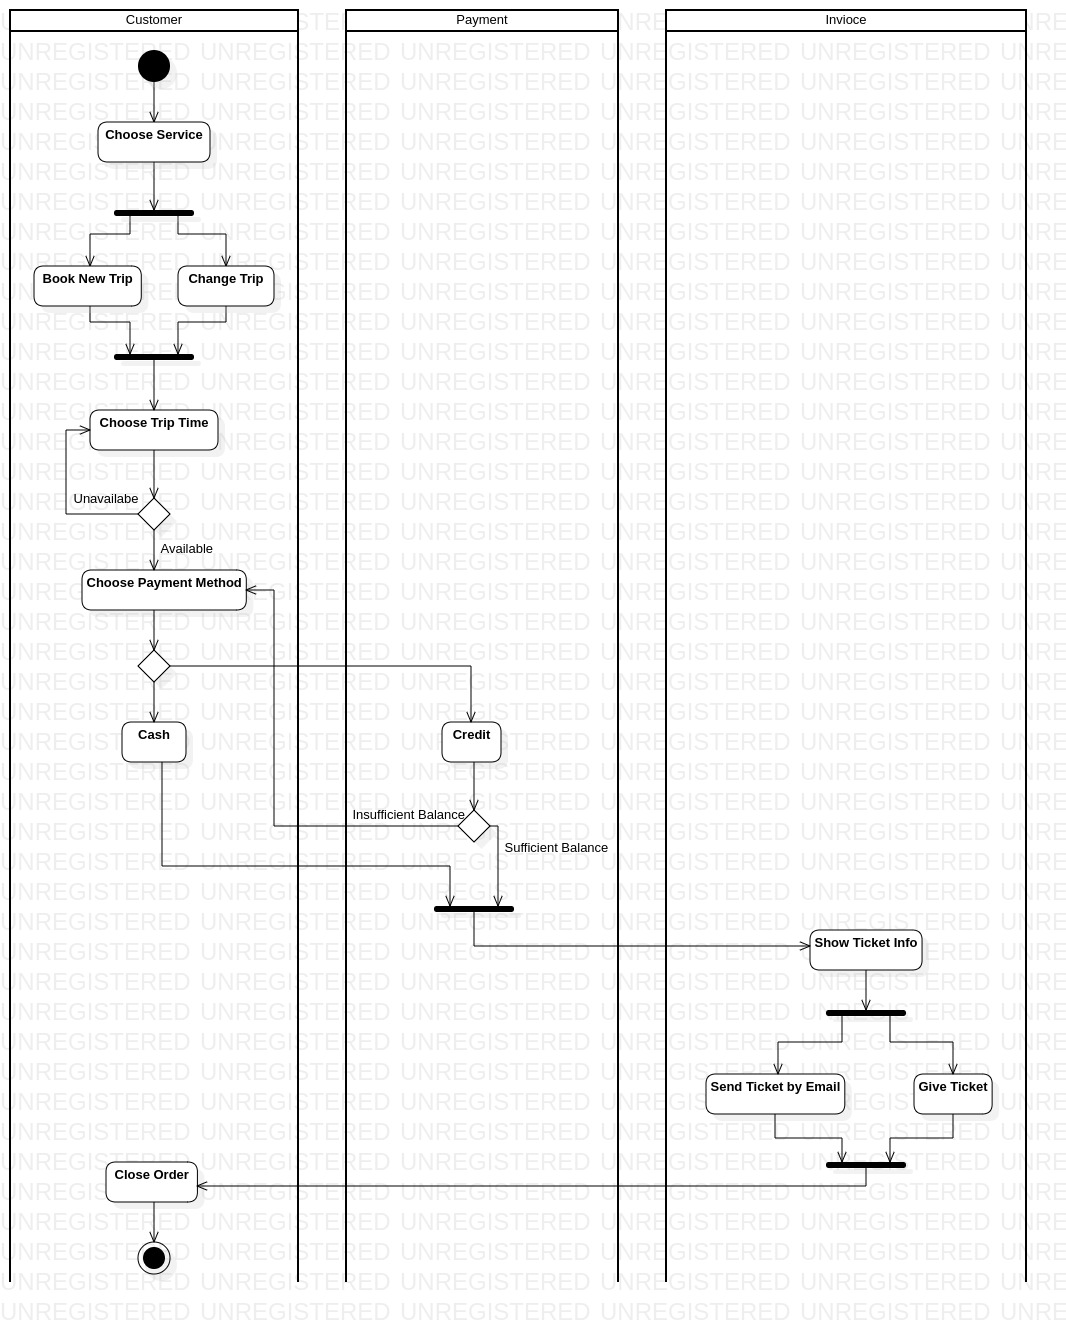 Customer
Payment
Invioce
Choose Service
Book New Trip
Change Trip
Choose Trip Time
Unavailabe
Available
Choose Payment Method
Cash
Credit
Insufficient Balance
Sufficient Balance
Show Ticket Info
Send Ticket by Email
Give Ticket
Close Order
UNREGISTERED